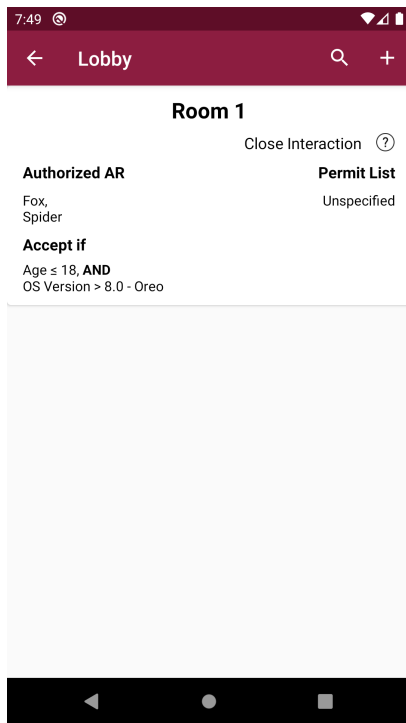 7:49
Lobby
Room 1
Close Interaction ?
Authorized AR
Permit List
Fox,
Spider
Unspecified
Accept if
Age ≤ 18, AND
OS Version > 8.0 - Oreo